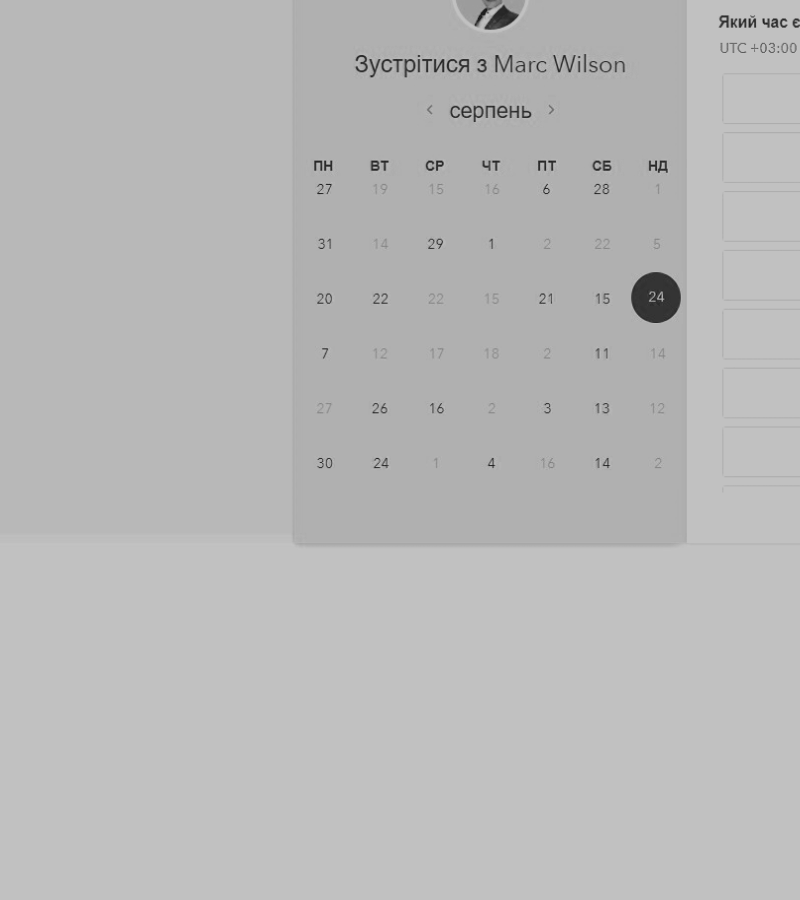 Який час є
UTC +03:00
Зустрітися з Marc Wilson
‹ серпень ›
ПН ВТ СР ЧТ ПТ СБ НД
27 19 15 16 6 28 1
31 14 29 1 2 22 5
20 22 22 15 21 15 24
7 12 17 18 2 11 14
27 26 16 2 3 13 12
30 24 1 4 16 14 2